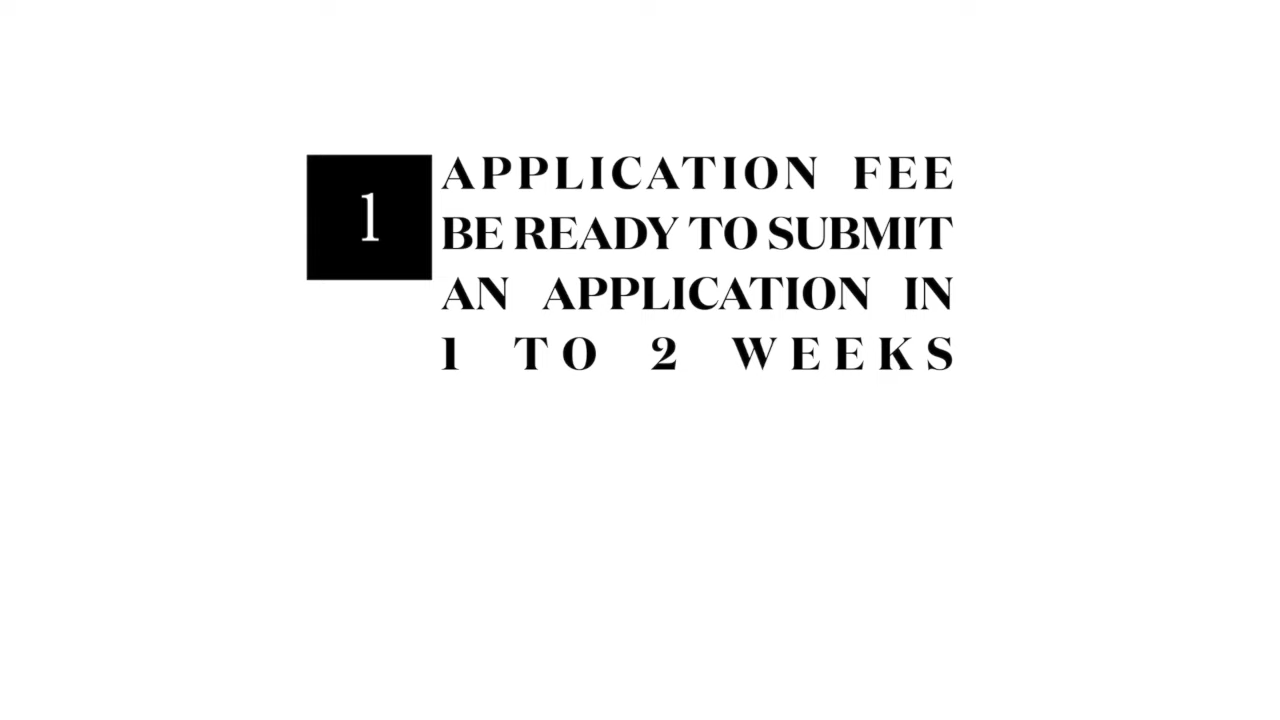 1
APPLICATION FEE
BE READY TO SUBMIT
AN APPLICATION IN
1 TO 2 WEEKS